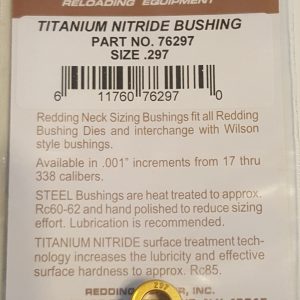 RELOADING EQUIPMENT
TITANIUM NITRIDE BUSHING
PART NO. 76297
SIZE .297
6 11760 76297 0
Redding Neck Sizing Bushings fit all Redding
Bushing Dies and interchange with Wilson
style bushings.
Available in .001" increments from 17 thru
338 calibers.
STEEL Bushings are heat treated to approx.
Rc60-62 and hand polished to reduce sizing
effort. Lubrication is recommended.
TITANIUM NITRIDE surface treatment tech-
nology increases the lubricity and effective
surface hardness to approx. Rc85.
REDDING INC.
297